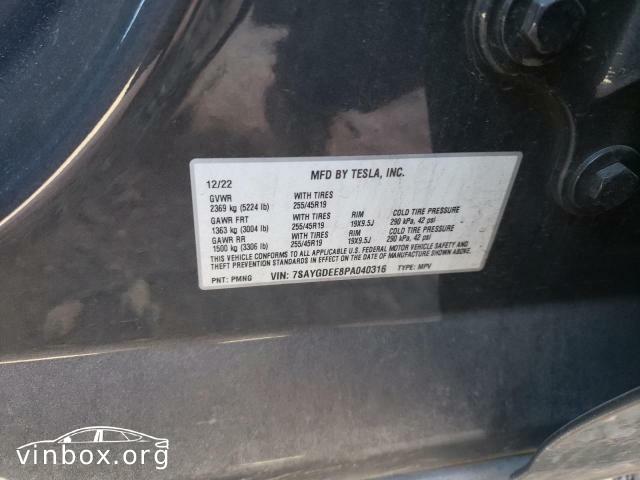 MFD BY TESLA, INC.
12/22
GVWR WITH TIRES
2369 kg (5224 lb) 255/45R19
GAWR FRT WITH TIRES RIM COLD TIRE PRESSURE
1363 kg (3004 lb) 255/45R19 19X9.5J 290 kPa, 42 psi
GAWR RR WITH TIRES RIM COLD TIRE PRESSURE
1500 kg (3306 lb) 255/45R19 19X9.5J 290 kPa, 42 psi
THIS VEHICLE CONFORMS TO ALL APPLICABLE U.S. FEDERAL MOTOR VEHICLE SAFETY AND
THEFT PREVENTION STANDARDS IN EFFECT ON THE DATE OF MANUFACTURE SHOWN ABOVE.
PNT: PMNG VIN: 7SAYGDEE8PA040316 TYPE: MPV
vinbox.org